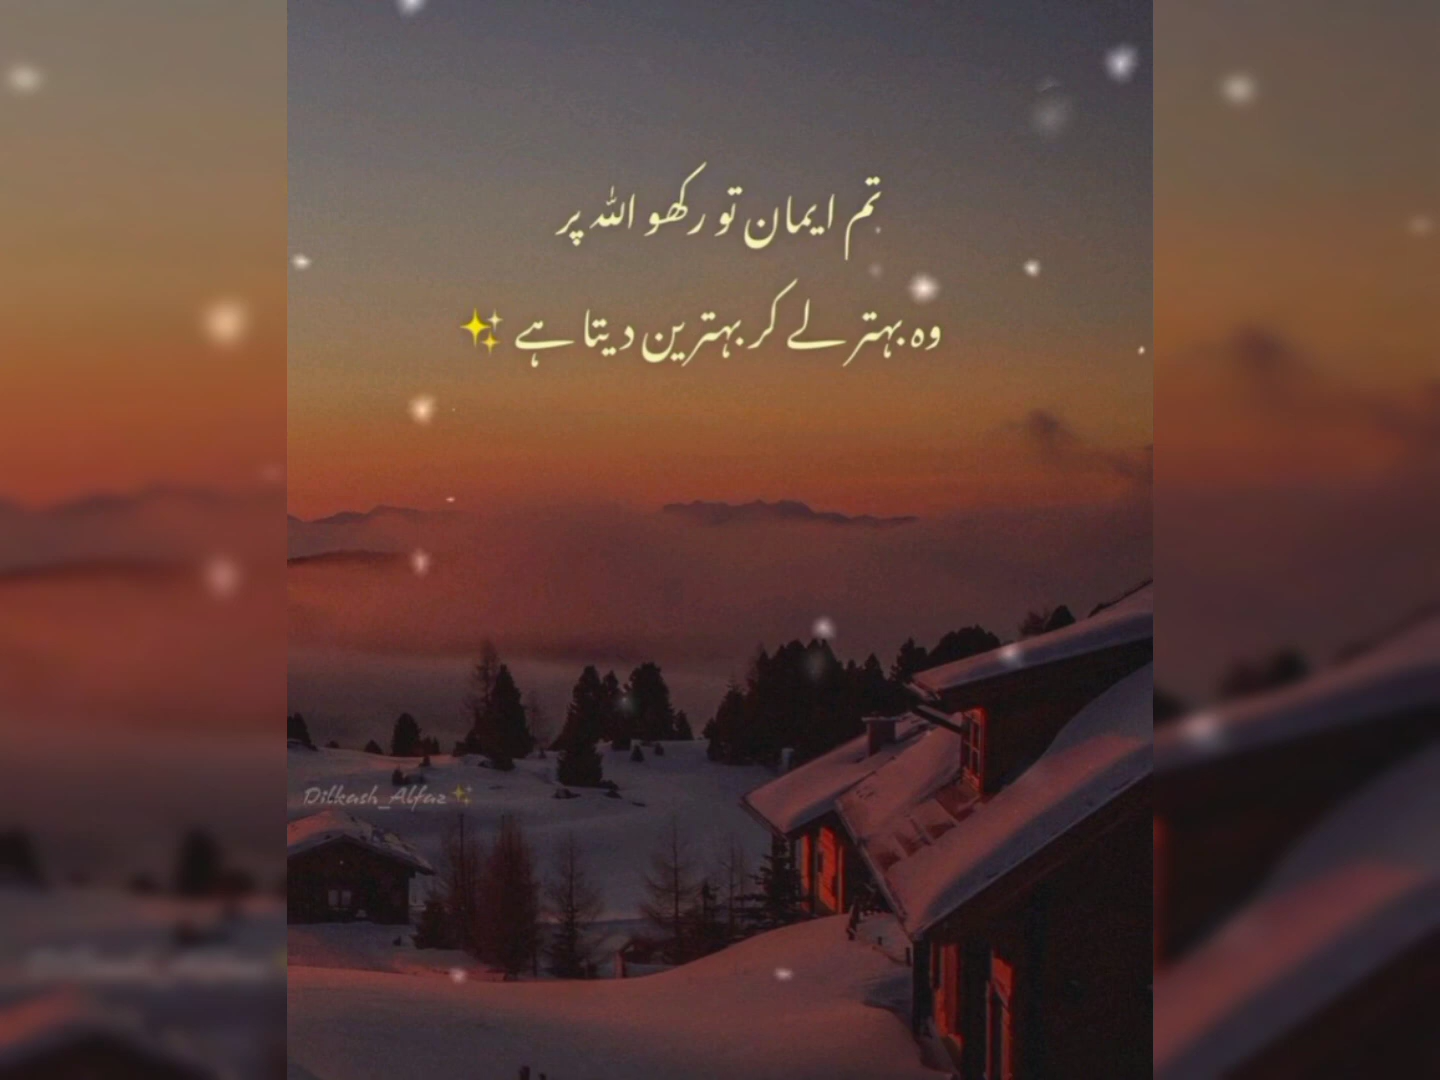 تم ایمان تو رکھو اللہ پر
وہ بہتر لے کر بہترین دیتا ہے ✨
Dilkash_Alfaz✨